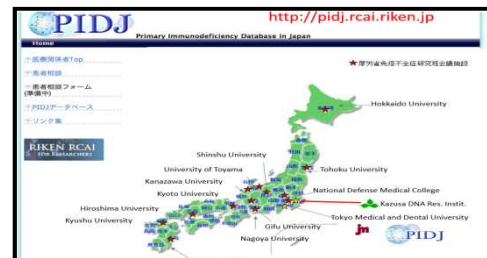 PIDJ
http://pidj.rcai.riken.jp
Primary Immunodeficiency Database in Japan
Home
医療関係者Top
患者相談
患者相談フォーム
(準備中)
PIDJデータベース
リンク集
RIKEN RCAI
FOR RESEARCHERS
★厚労省免疫不全症研究班会議施設
Hokkaido University
Shinshu University
University of Toyama
Tohoku University
Kanazawa University
Kyoto University
National Defense Medical College
Hiroshima University
Kazusa DNA Res. Instit.
Kyushu University
Tokyo Medical and Dental University
Gifu University
Nagoya University
PIDJ